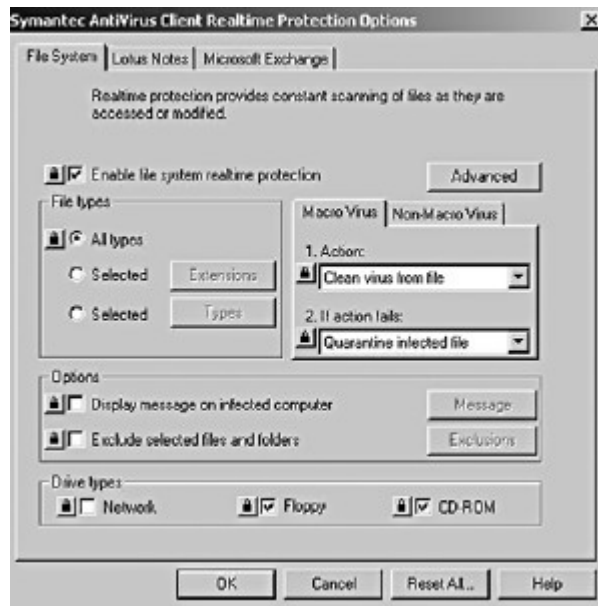 Symantec AntiVirus Client Realtime Protection Options
File System
Lotus Notes
Microsoft Exchange
Realtime protection provides constant scanning of files as they are
accessed or modified.
Enable file system realtime protection
Advanced
File types
All types
Selected
Extensions
Selected
Types
Macro Virus
Non-Macro Virus
1. Action:
Clean virus from file
2. If action fails:
Quarantine infected file
Options
Display message on infected computer
Message
Exclude selected files and folders
Exclusions
Drive types
Network
Floppy
CD-ROM
OK
Cancel
Reset All...
Help